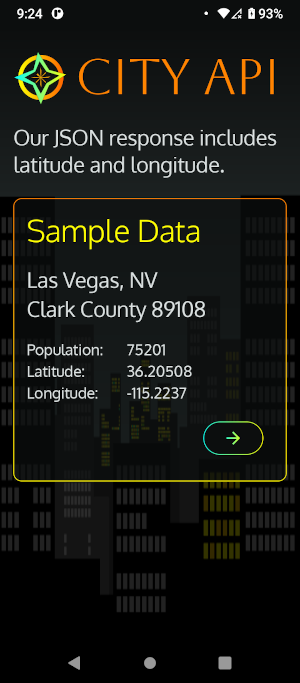 9:24
93%
CITY API
Our JSON response includes
latitude and longitude.
Sample Data
Las Vegas, NV
Clark County 89108
Population: 75201
Latitude: 36.20508
Longitude: -115.2237